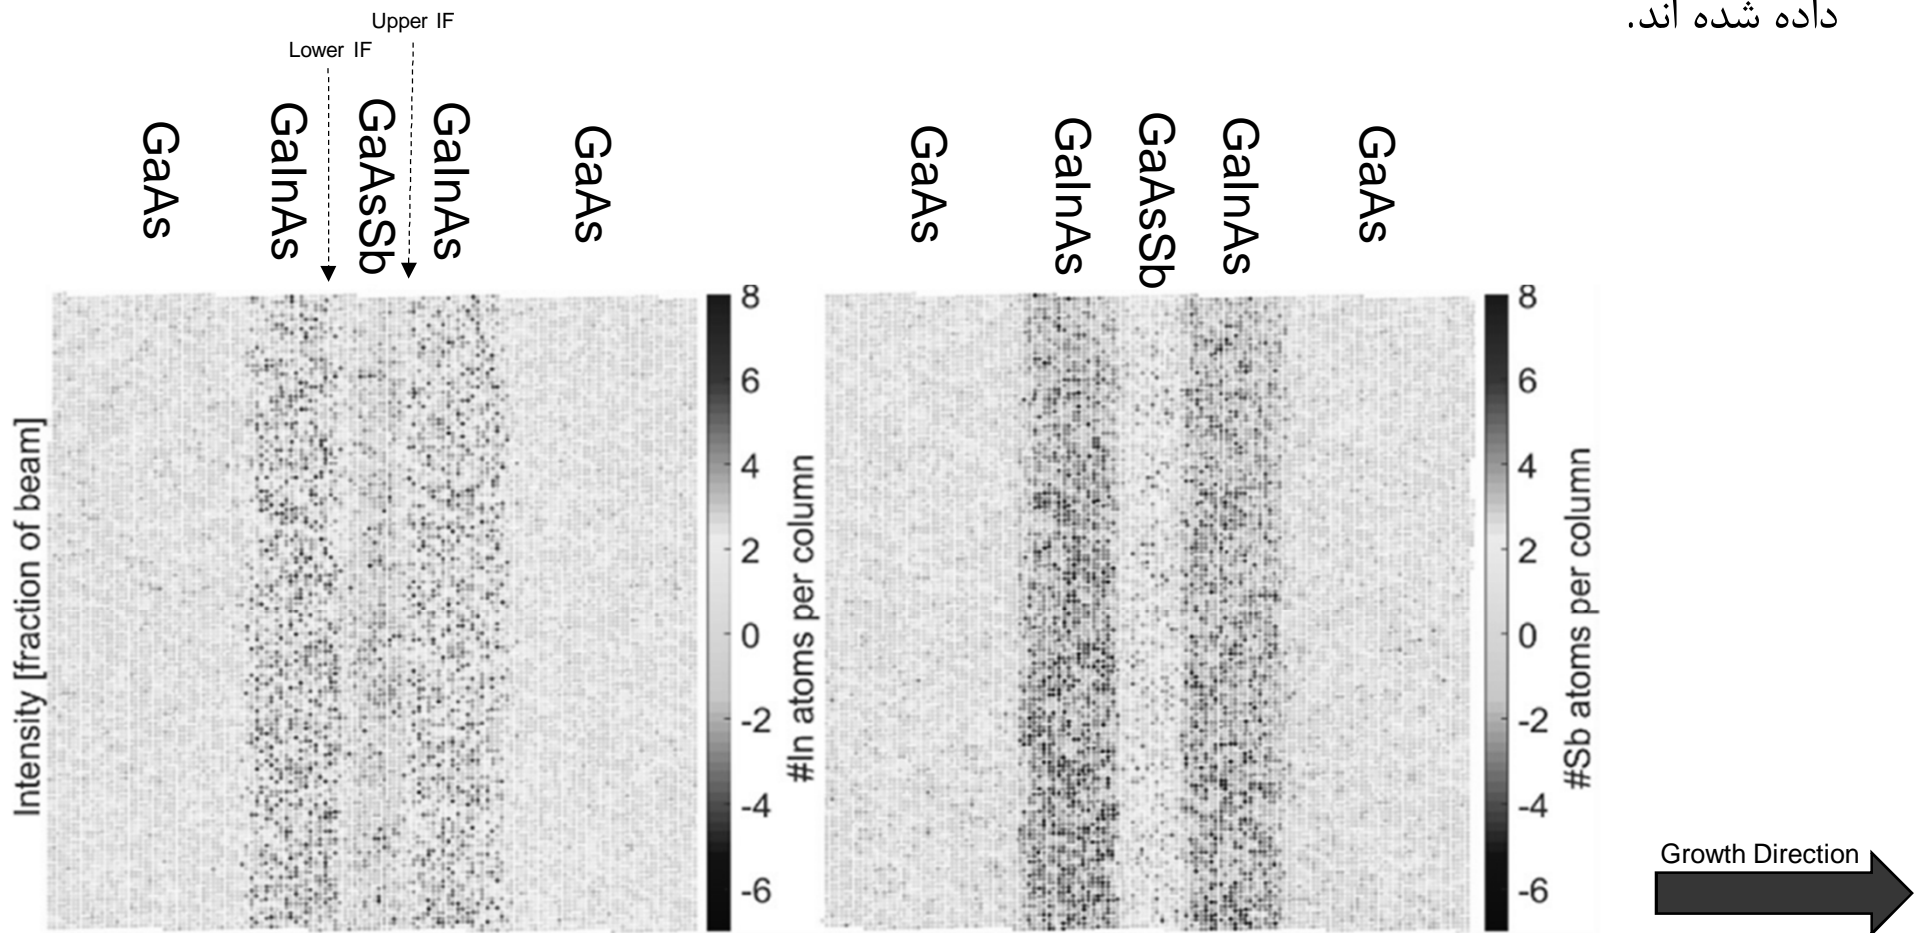 داده شده اند.
Upper IF
Lower IF
GaAs
GaInAs
GaAsSb
GaInAs
GaAs
GaAs
GaInAs
GaAsSb
GaInAs
GaAs
Intensity [fraction of beam]
8
6
4
2
0
-2
-4
-6
#In atoms per column
8
6
4
2
0
-2
-4
-6
#Sb atoms per column
Growth Direction